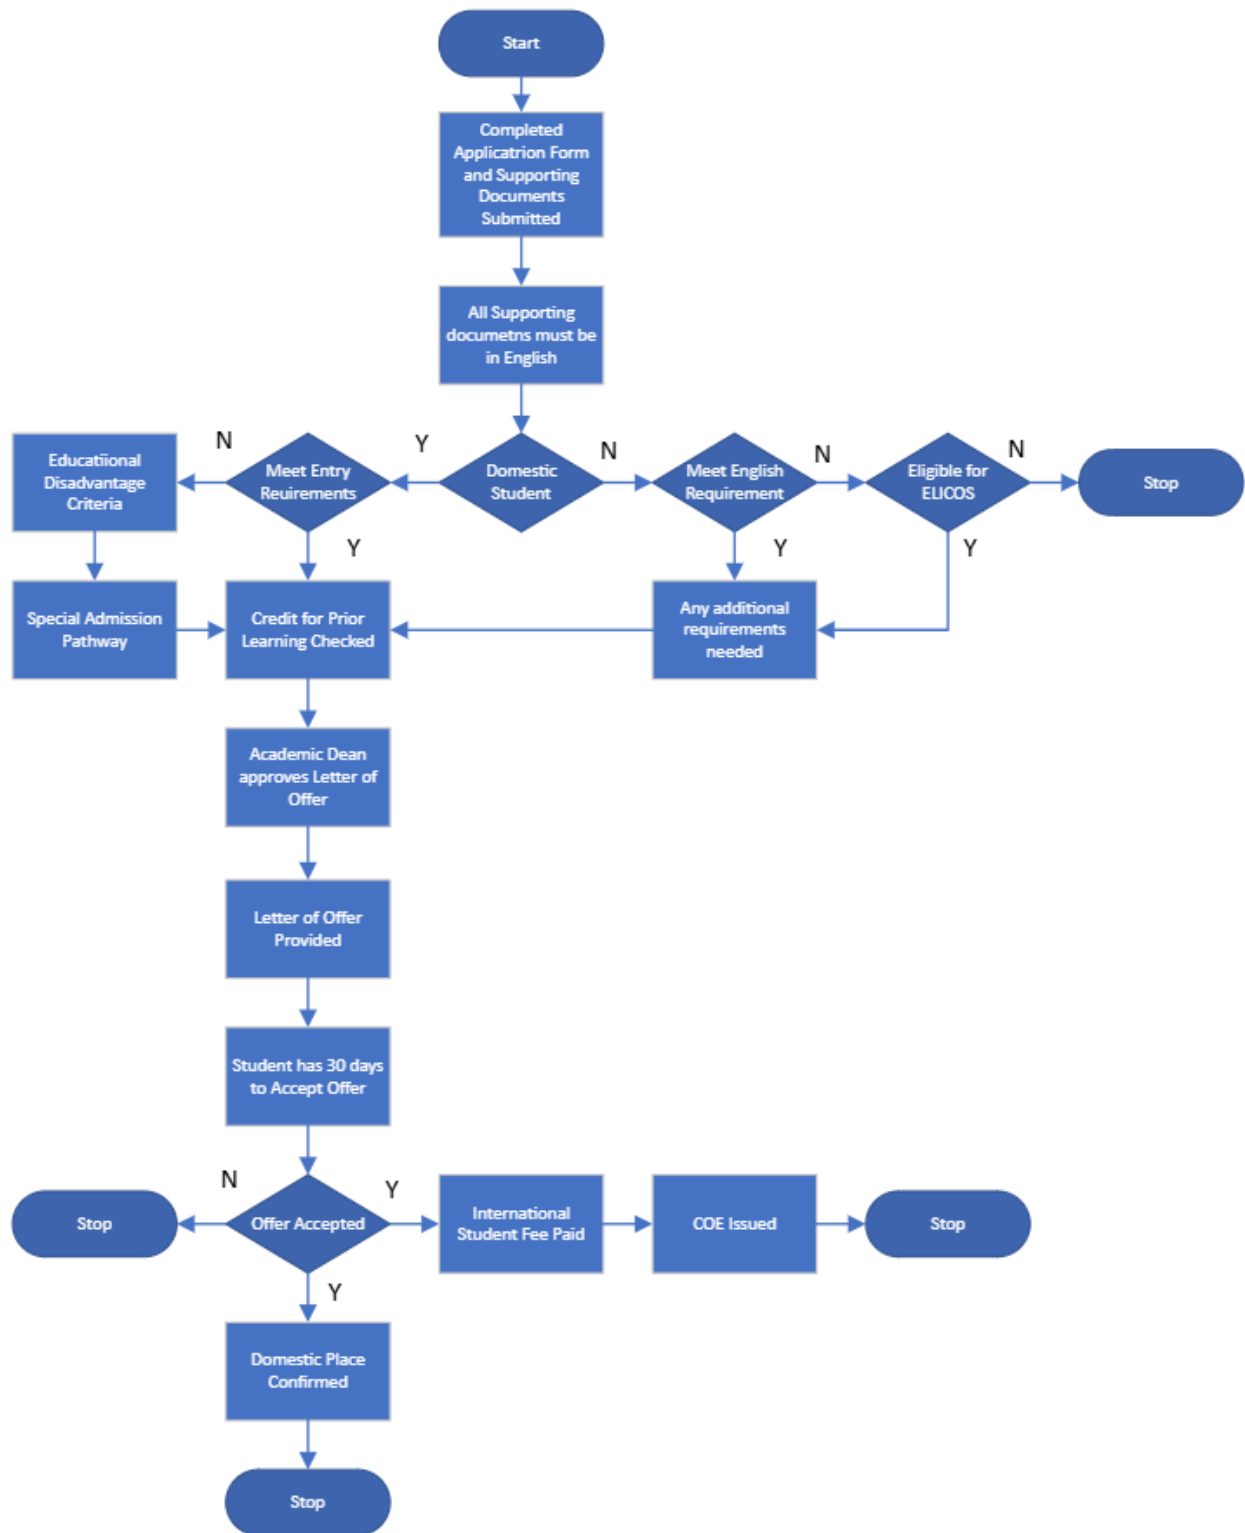 Start
Completed
Applicatrion Form
and Supporting
Documents
Submitted
All Supporting
documetns must be
in English
N
Y
N
N
N
Educatiional
Disadvantage
Criteria
Meet Entry
Reuirements
Domestic
Student
Meet English
Requirement
Eligible for
ELICOS
Stop
Y
Y
Y
Special Admission
Pathway
Credit for Prior
Learning Checked
Any additional
requirements
needed
Academic Dean
approves Letter of
Offer
Letter of Offer
Provided
Student has 30 days
to Accept Offer
N
Y
Stop
Offer Accepted
International
Student Fee Paid
COE Issued
Stop
Y
Domestic Place
Confirmed
Stop